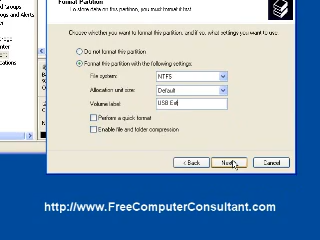 Format Partition
To store data on this partition, you must format it first.
Choose whether you want to format this partition, and if so, what settings you want to use.
Do not format this partition
Format this partition with the following settings:
File system:
NTFS
Allocation unit size:
Default
Volume label:
USB Ext
Perform a quick format
Enable file and folder compression
< Back
Next >
Cancel
http://www.FreeComputerConsultant.com